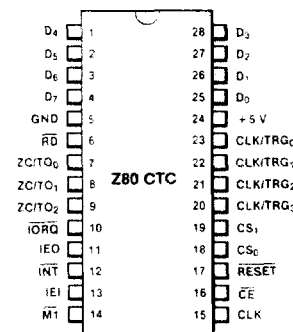 D4 1 28 D3
D5 2 27 D2
D6 3 26 D1
D7 4 25 D0
GND 5 24 +5 V
RD 6 23 CLK/TRG0
ZC/TO0 7 22 CLK/TRG1
Z80 CTC
ZC/TO1 8 21 CLK/TRG2
ZC/TO2 9 20 CLK/TRG3
IORQ 10 19 CS1
IEO 11 18 CS0
INT 12 17 RESET
IEI 13 16 CE
M1 14 15 CLK